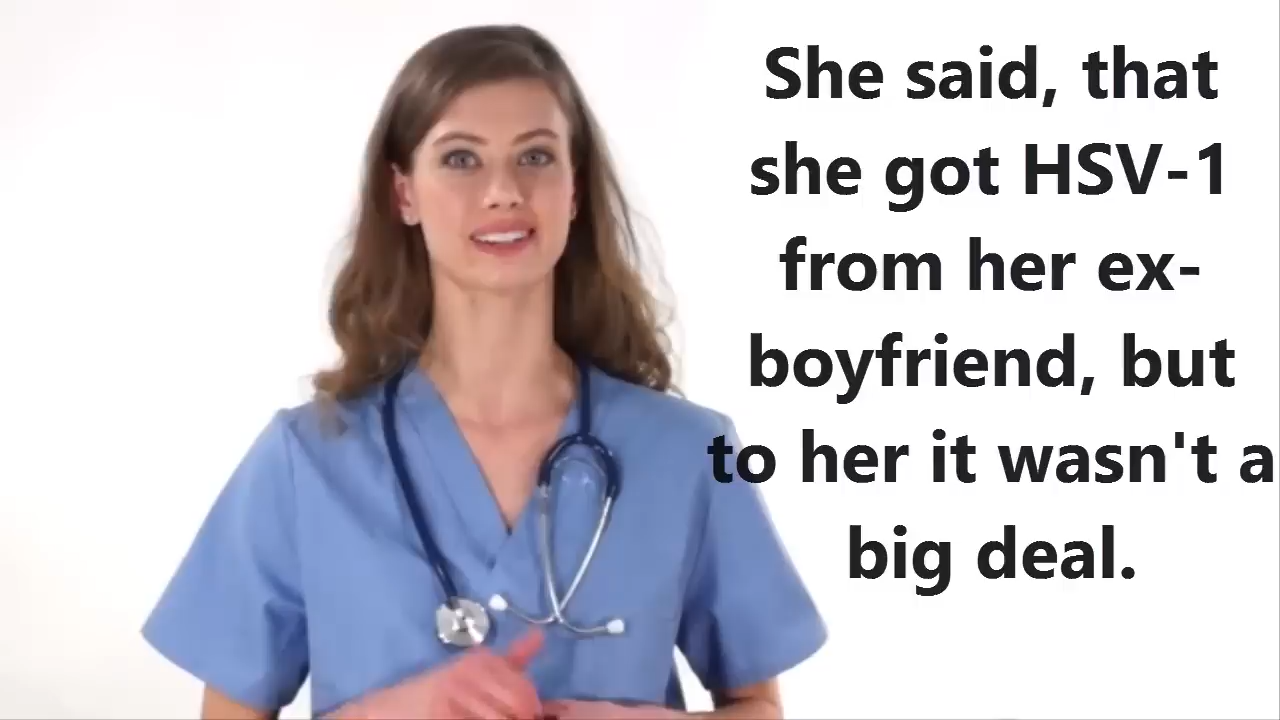 She said, that
she got HSV-1
from her ex-
boyfriend, but
to her it wasn't a
big deal.